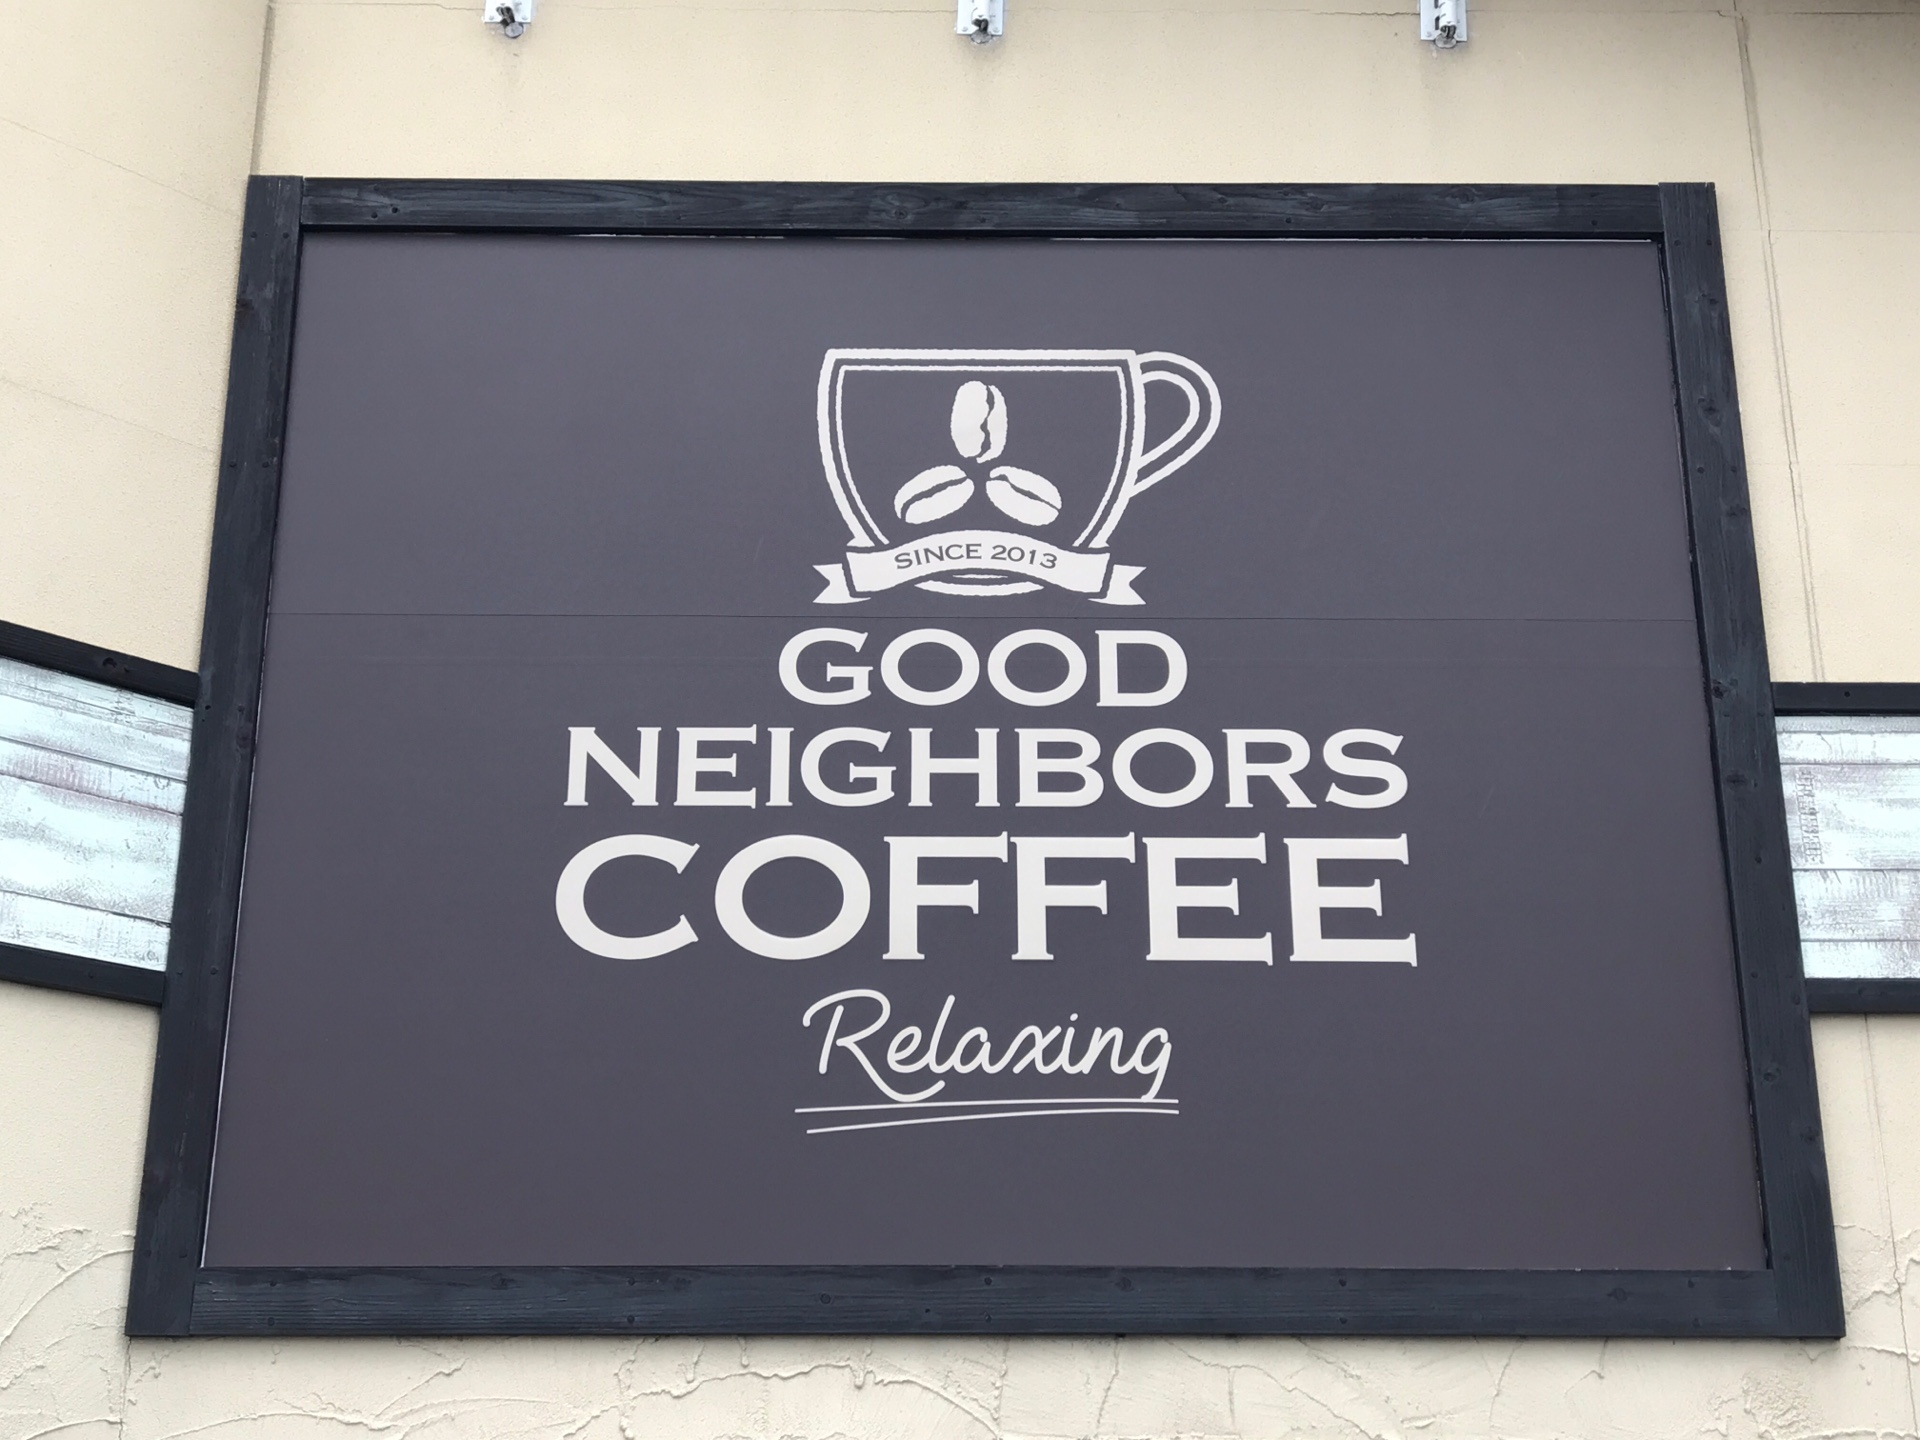 SINCE 2013
GOOD
NEIGHBORS
COFFEE
Relaxing